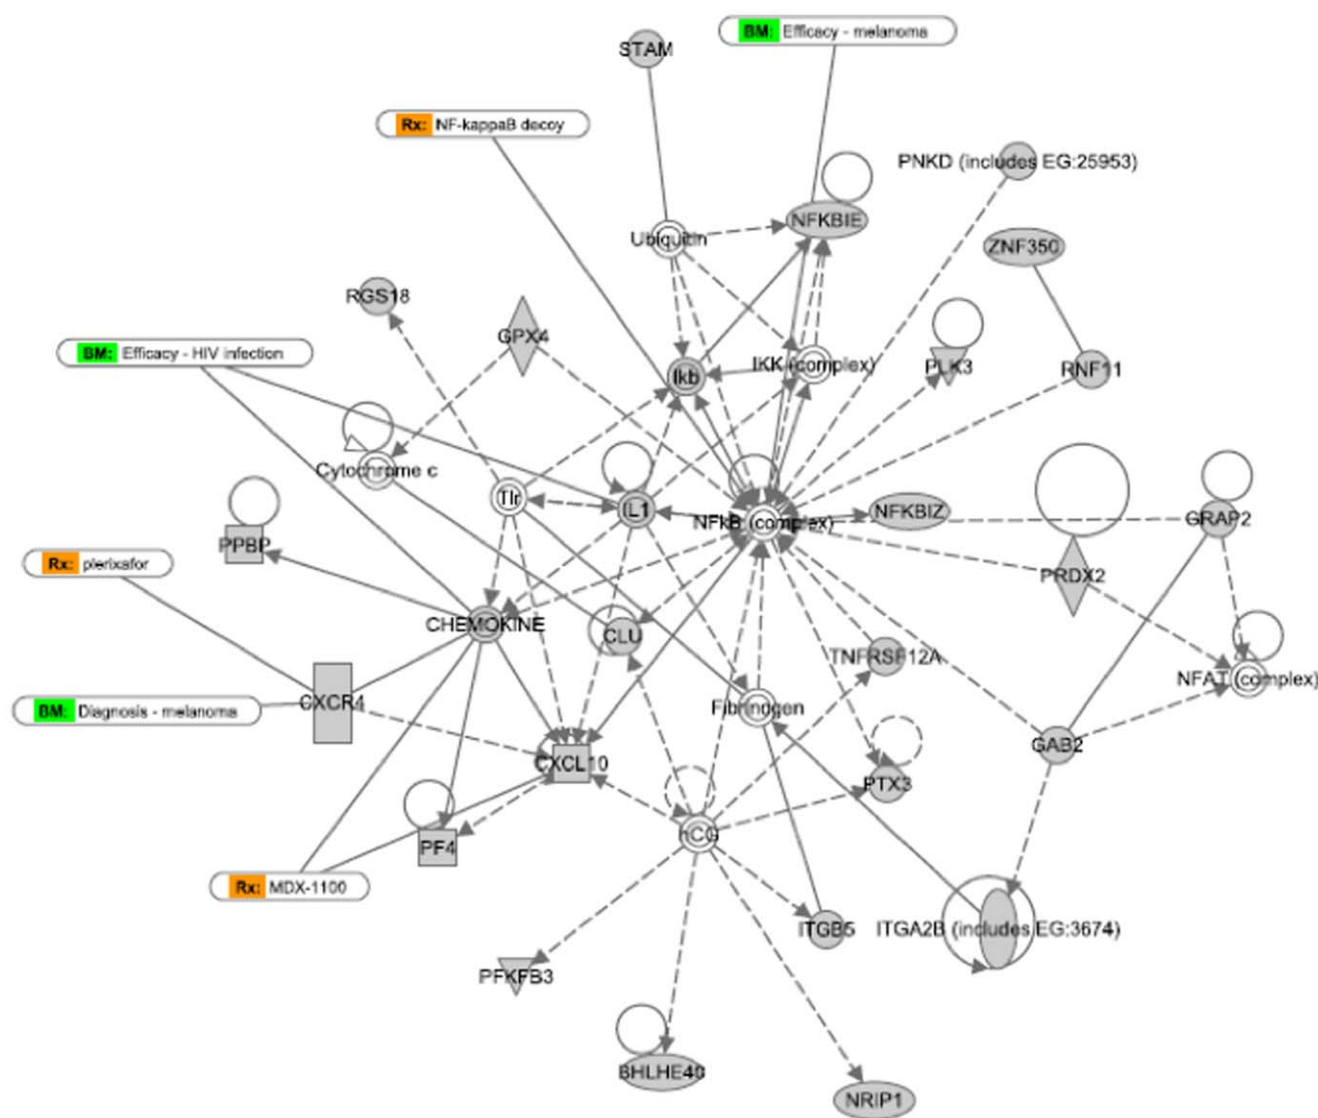 STAM
BM: Efficacy - melanoma
Rx: NF-kappaB decoy
PNKD (includes EG:25953)
NFKBIE
Ubiquitin
ZNF350
RGS18
GPX4
BM: Efficacy - HIV infection
Ikb
IKK (complex)
PLK3
RNF11
Cytochrome c
Tlr
IL1
NFkB (complex)
NFKBIZ
GRAP2
PPBP
Rx: plerixafor
PRDX2
CHEMOKINE
CLU
TNFRSF12A
NFAT (complex)
CXCR4
BM: Diagnosis - melanoma
Fibrinogen
GAB2
CXCL10
PTX3
hCG
PF4
Rx: MDX-1100
ITGB5
ITGA2B (includes EG:3674)
PFKFB3
BHLHE40
NRIP1